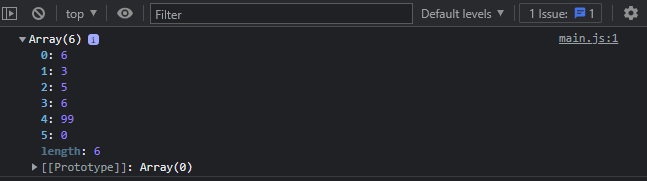 top ▼ Filter Default levels ▼ 1 Issue: 1
▼Array(6) i main.js:1
0: 6
1: 3
2: 5
3: 6
4: 99
5: 0
length: 6
▶[[Prototype]]: Array(0)